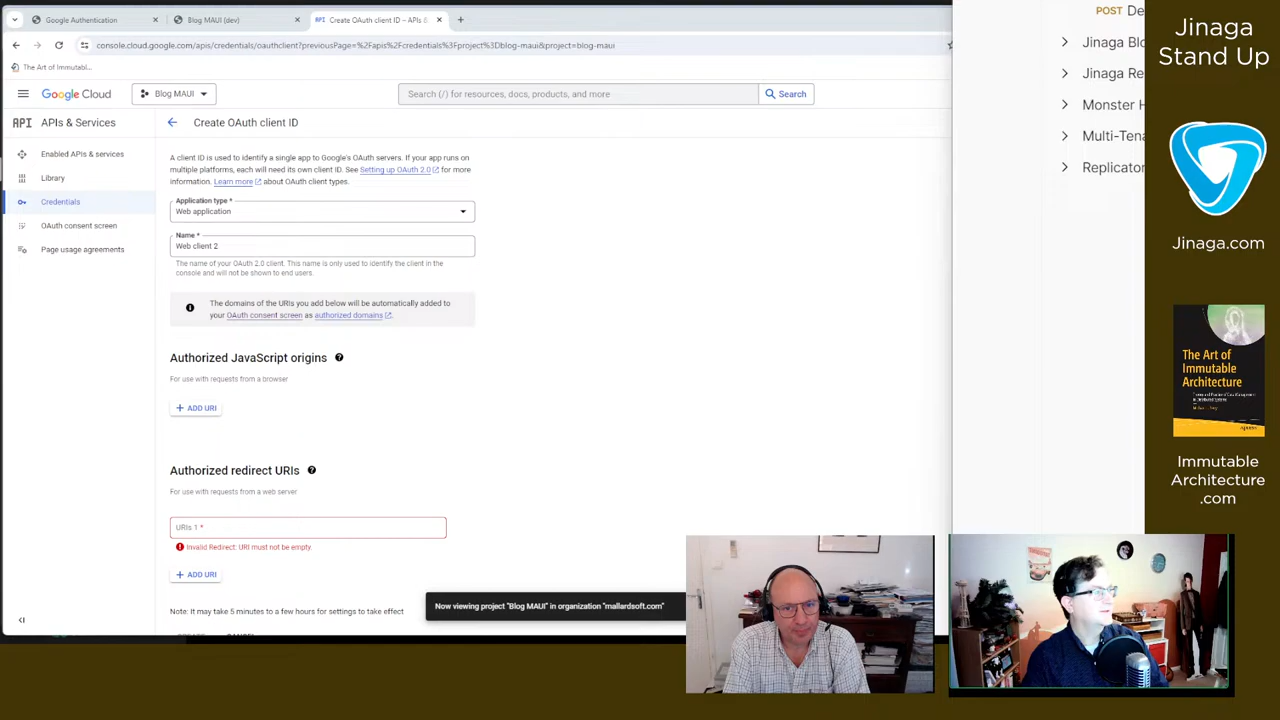 Google Authentication
Blog MAUI (dev)
API Create OAuth client ID – APIs &
console.cloud.google.com/apis/credentials/oauthclient?previousPage=%2Fapis%2Fcredentials%3Fproject%3Dblog-maui&project=blog-maui
The Art of Immutabl...
Google Cloud
Blog MAUI
Search (/) for resources, docs, products, and more
Search
API APIs & Services
Enabled APIs & services
Library
Credentials
OAuth consent screen
Page usage agreements
Create OAuth client ID
A client ID is used to identify a single app to Google's OAuth servers. If your app runs on
multiple platforms, each will need its own client ID. See Setting up OAuth 2.0 for more
information. Learn more about OAuth client types.
Application type *
Web application
Name *
Web client 2
The name of your OAuth 2.0 client. This name is only used to identify the client in the
console and will not be shown to end users.
The domains of the URIs you add below will be automatically added to
your OAuth consent screen as authorized domains.
Authorized JavaScript origins
For use with requests from a browser
+ ADD URI
Authorized redirect URIs
For use with requests from a web server
URIs 1 *
Invalid Redirect: URI must not be empty.
+ ADD URI
Note: It may take 5 minutes to a few hours for settings to take effect
Now viewing project "Blog MAUI" in organization "mallardsoft.com"
POST De
Jinaga Blo
Jinaga Re
Monster H
Multi-Tena
Replicator
Jinaga
Stand Up
Jinaga.com
The Art of
Immutable
Architecture
Immutable
Architecture
.com